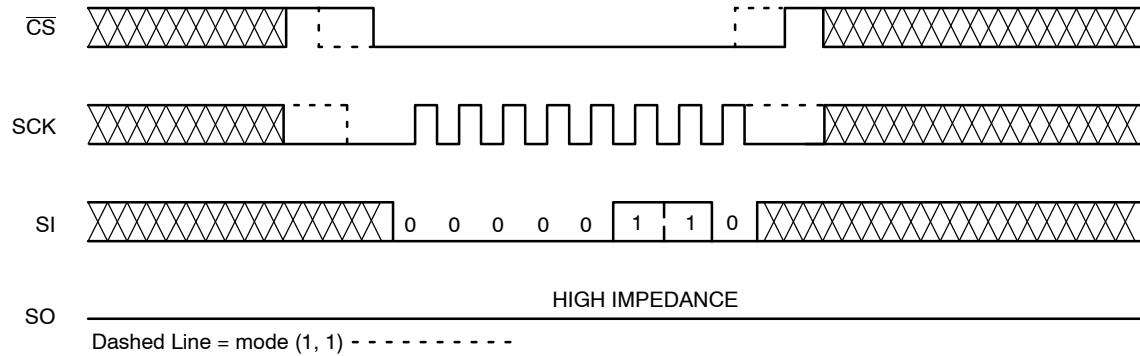 CS
SCK
SI 0 0 0 0 0 1 1 0
HIGH IMPEDANCE
SO
Dashed Line = mode (1, 1)